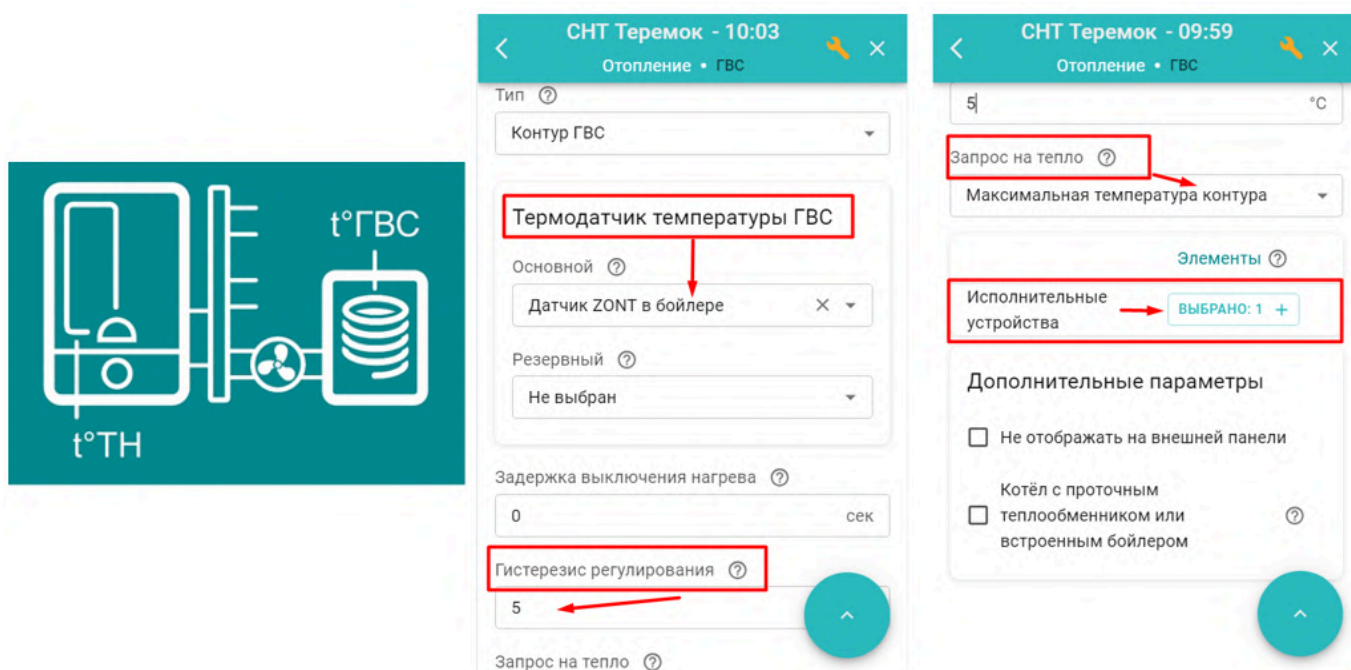 t°ГВС
t°ТН
СНТ Теремок - 10:03
Отопление • ГВС
Тип
Контур ГВС
Термодатчик температуры ГВС
Основной
Датчик ZONT в бойлере
Резервный
Не выбран
Задержка выключения нагрева
0 сек
Гистерезис регулирования
5
Запрос на тепло
СНТ Теремок - 09:59
Отопление • ГВС
5 °C
Запрос на тепло
Максимальная температура контура
Элементы
Исполнительные
устройства
ВЫБРАНО: 1 +
Дополнительные параметры
Не отображать на внешней панели
Котёл с проточным
теплообменником или
встроенным бойлером